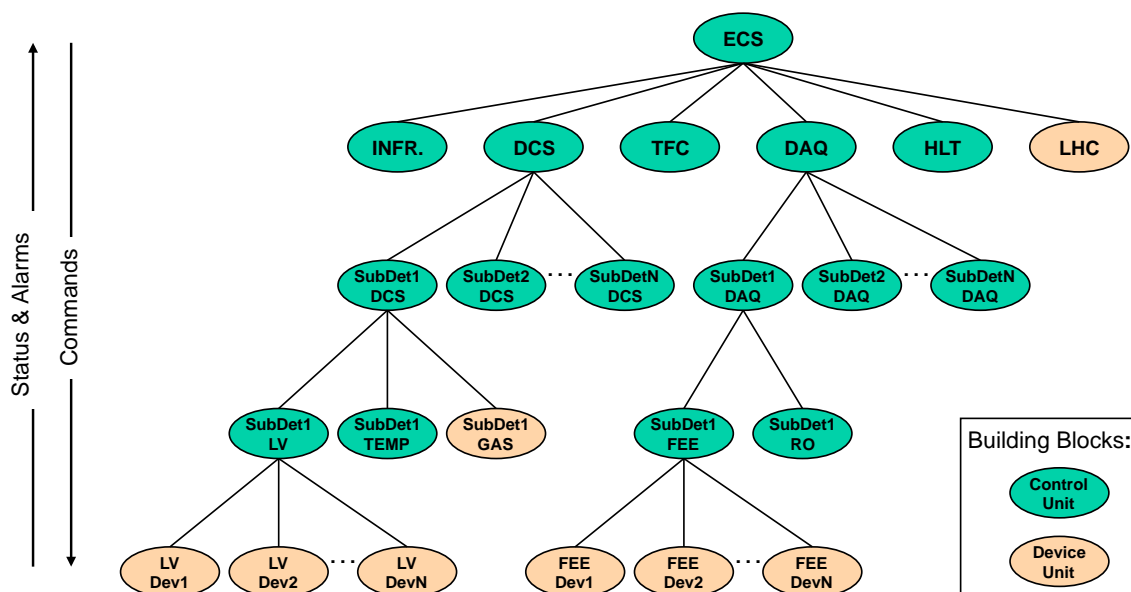 ECS
INFR.
DCS
TFC
DAQ
HLT
LHC
Status & Alarms
Commands
SubDet1
DCS
SubDet2
DCS
...
SubDetN
DCS
SubDet1
DAQ
SubDet2
DAQ
...
SubDetN
DAQ
SubDet1
LV
SubDet1
TEMP
SubDet1
GAS
SubDet1
FEE
SubDet1
RO
LV
Dev1
LV
Dev2
...
LV
DevN
FEE
Dev1
FEE
Dev2
...
FEE
DevN
Building Blocks:
Control
Unit
Device
Unit